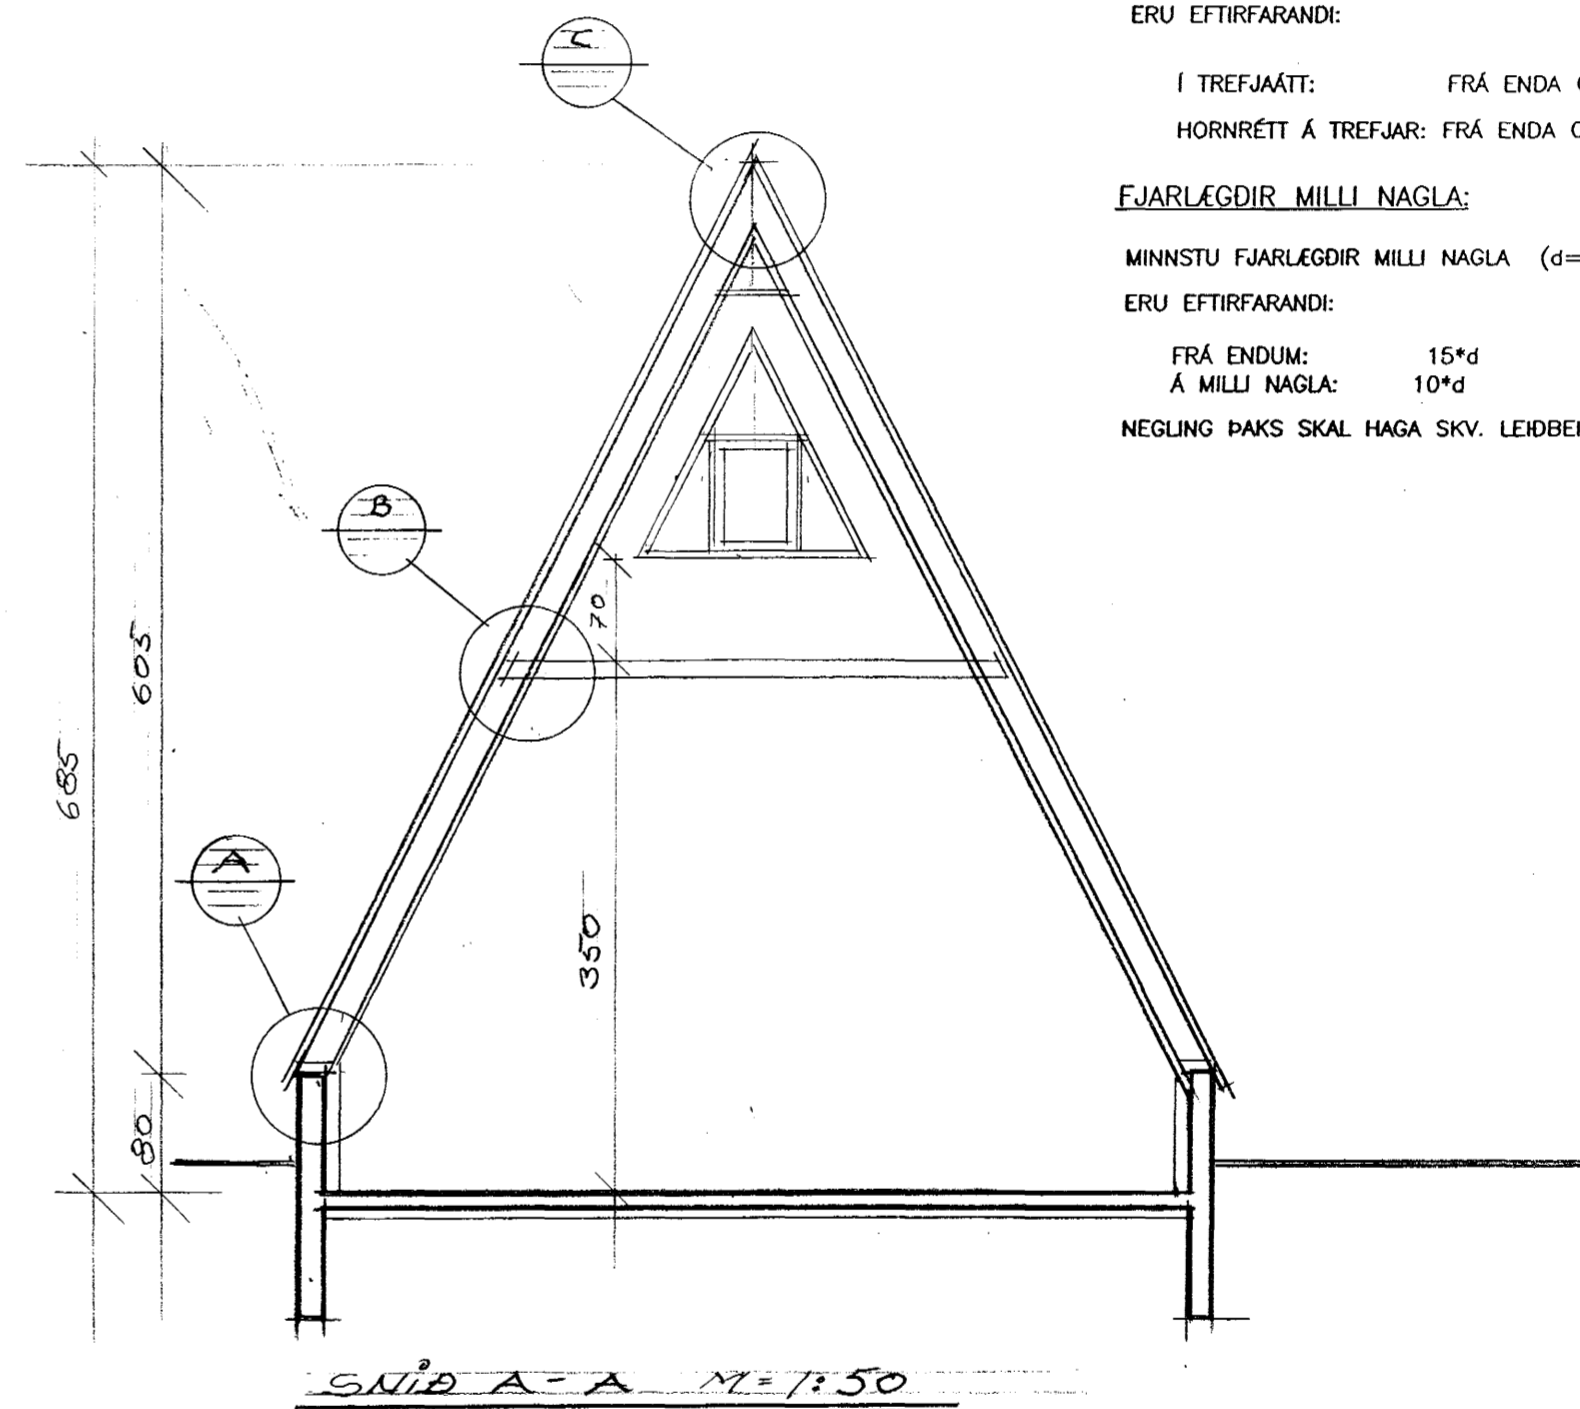 ERU EFTIRFARANDI:
Í TREFJAÁTT: FRÁ ENDA
HORNRÉTT Á TREFJAR: FRÁ ENDA
FJARLÆGÐIR MILLI NAGLA:
MINNSTU FJARLÆGÐIR MILLI NAGLA (d=
ERU EFTIRFARANDI:
FRÁ ENDUM: 15*d
Á MILLI NAGLA: 10*d
NEGLING ÞAKS SKAL HAGA SKV.
C
B
A
70
605
685
350
80
SNIÐ A-A M=1:50